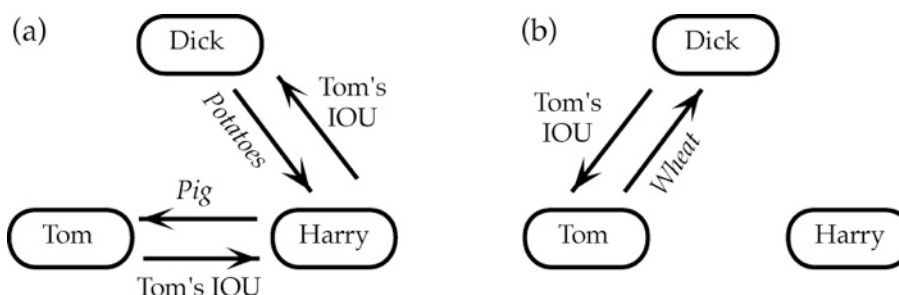 (a)
Dick
Tom's
IOU
Potatoes
Pig
Tom
Harry
Tom's IOU
(b)
Dick
Tom's
IOU
Wheat
Tom
Harry